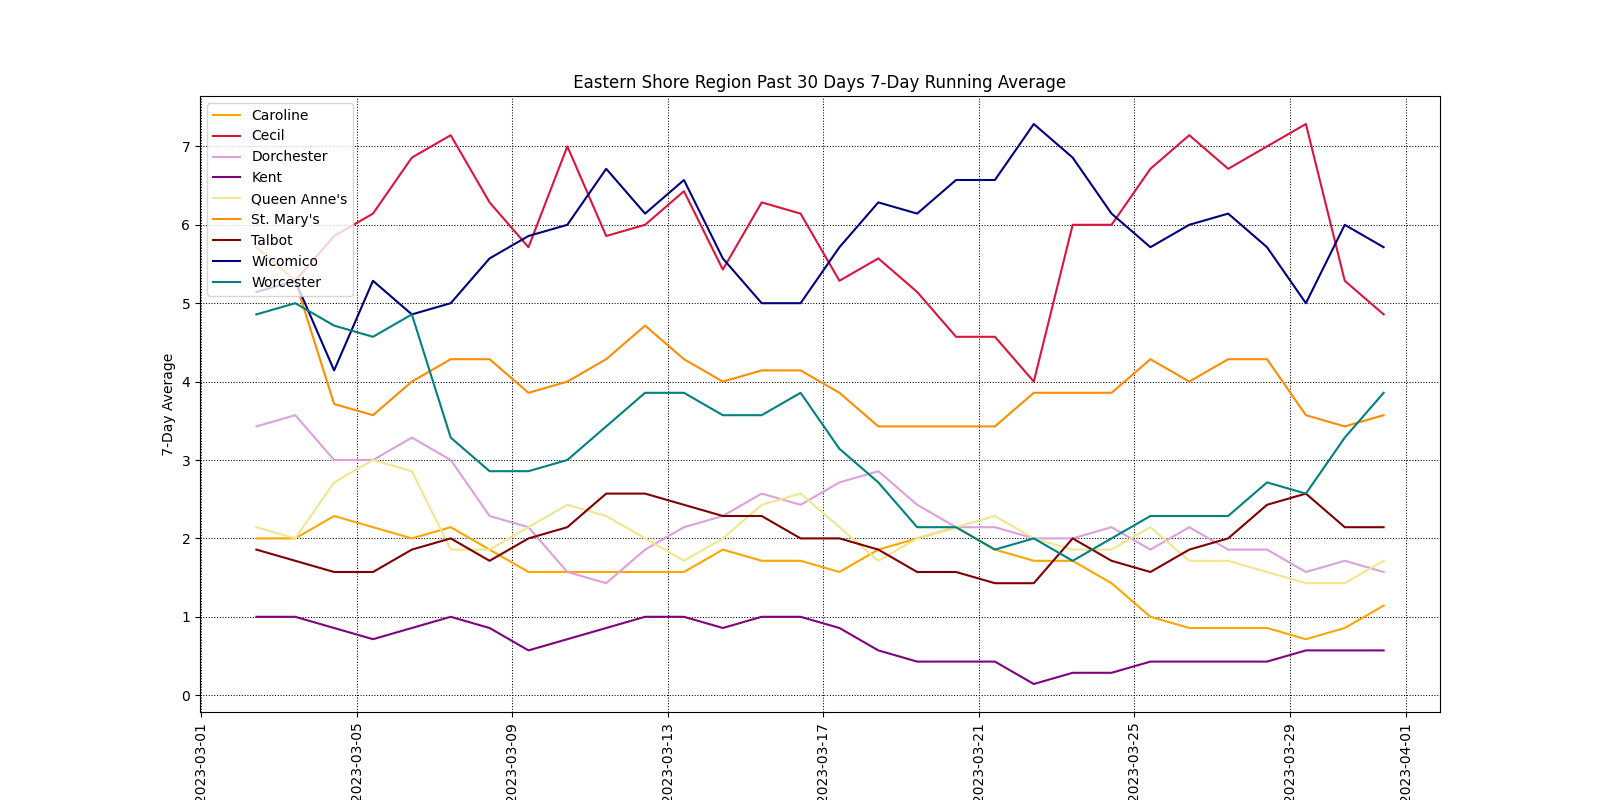 Eastern Shore Region Past 30 Days 7-Day Running Average
Caroline
Cecil
Dorchester
Kent
Queen Anne's
St. Mary's
Talbot
Wicomico
Worcester
7-Day Average
7
6
5
4
3
2
1
0
2023-03-01
2023-03-05
2023-03-09
2023-03-13
2023-03-17
2023-03-21
2023-03-25
2023-03-29
2023-04-01